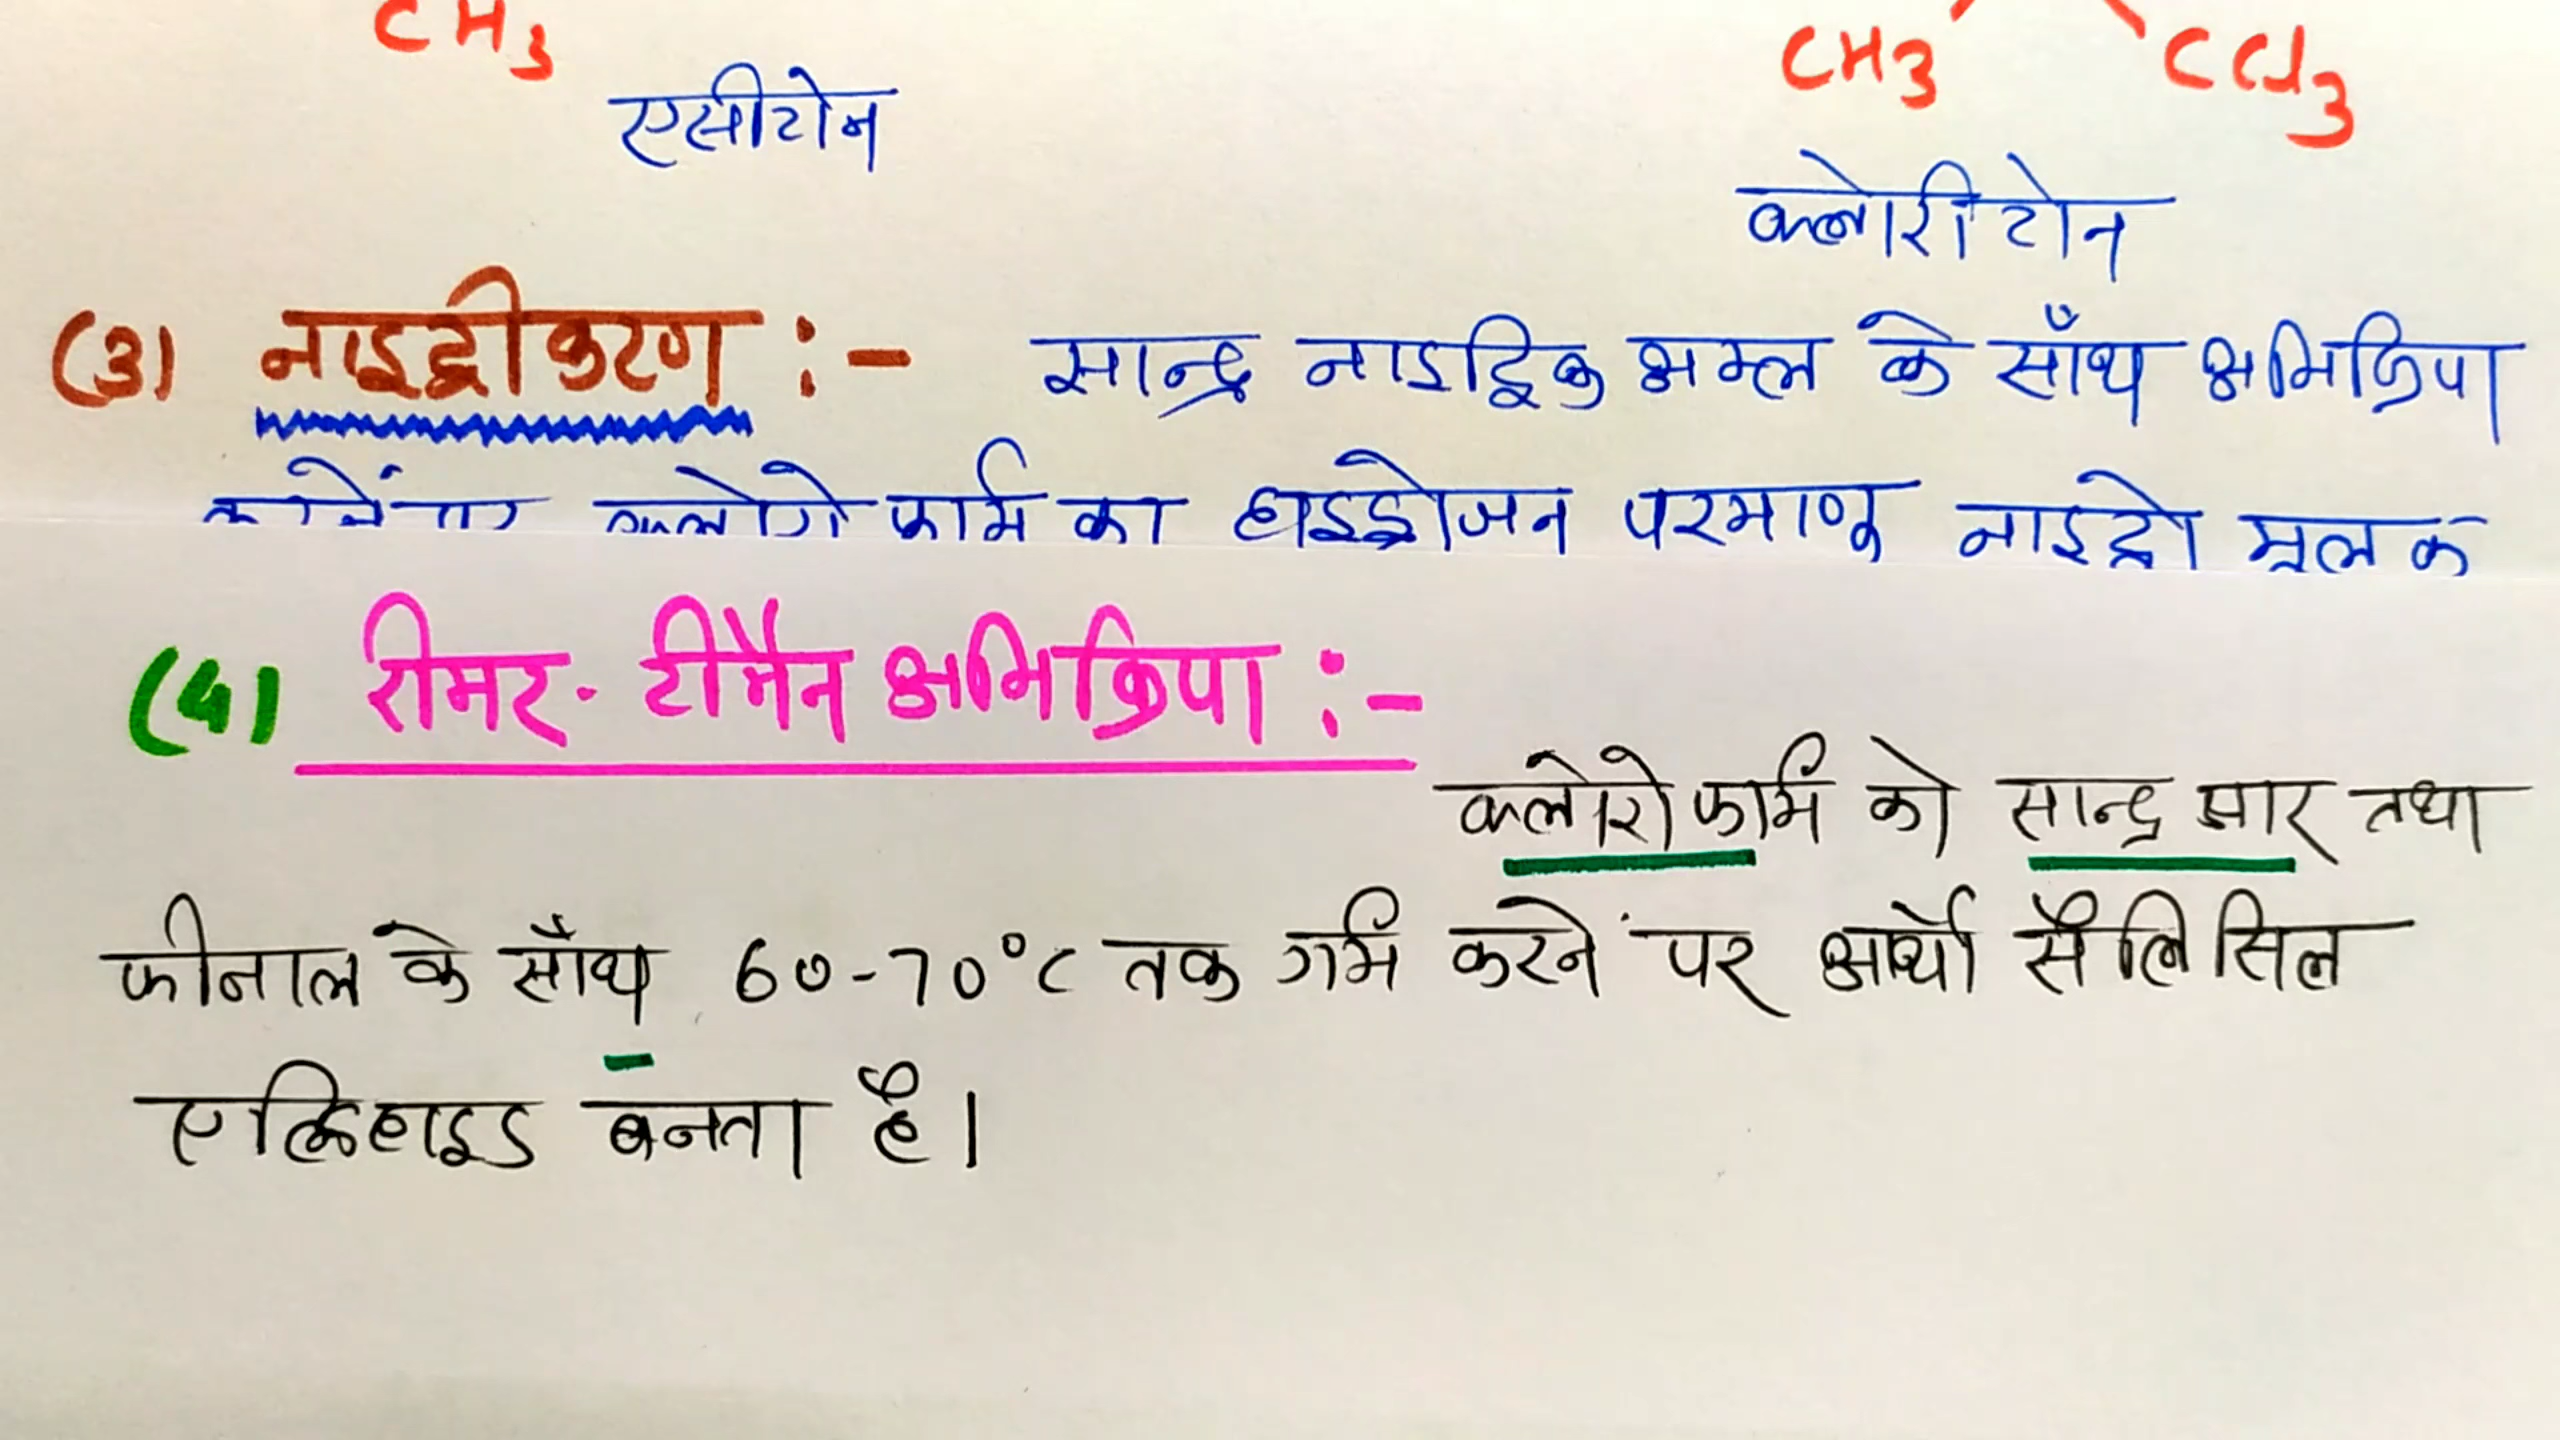 CH3
CH3 CCl3
एसीटोन
क्लोरीटोन
(3) नाइट्रीकरण :- सान्द्र नाइट्रिक अम्ल के साँथ अभिक्रिया
क्लोरोफार्म का हाइड्रोजन परमाणु नाइट्रो मूलक
(4) रीमर- टीमैन अभिक्रिया :-
क्लोरोफार्म को सान्द्र क्षार तथा
फीनाल के साँथ 60-70°C तक गर्म करनें पर आर्थो सैलिसिल
एल्डिहाइड बनता है।